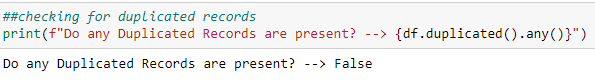 ##checking for duplicated records
print(f"Do any Duplicated Records are present? --> {df.duplicated().any()}")
Do any Duplicated Records are present? --> False